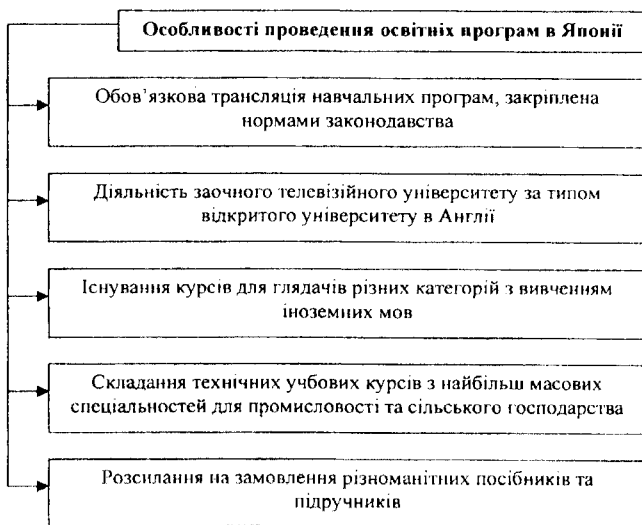 Особливості проведення освітніх програм в Японії
Обов’язкова трансляція навчальних програм, закріплена
нормами законодавства
Діяльність заочного телевізійного університету за типом
відкритого університету в Англії
Існування курсів для глядачів різних категорій з вивченням
іноземних мов
Складання технічних учбових курсів з найбільш масових
спеціальностей для промисловості та сільського господарства
Розсилання на замовлення різноманітних посібників та
підручників